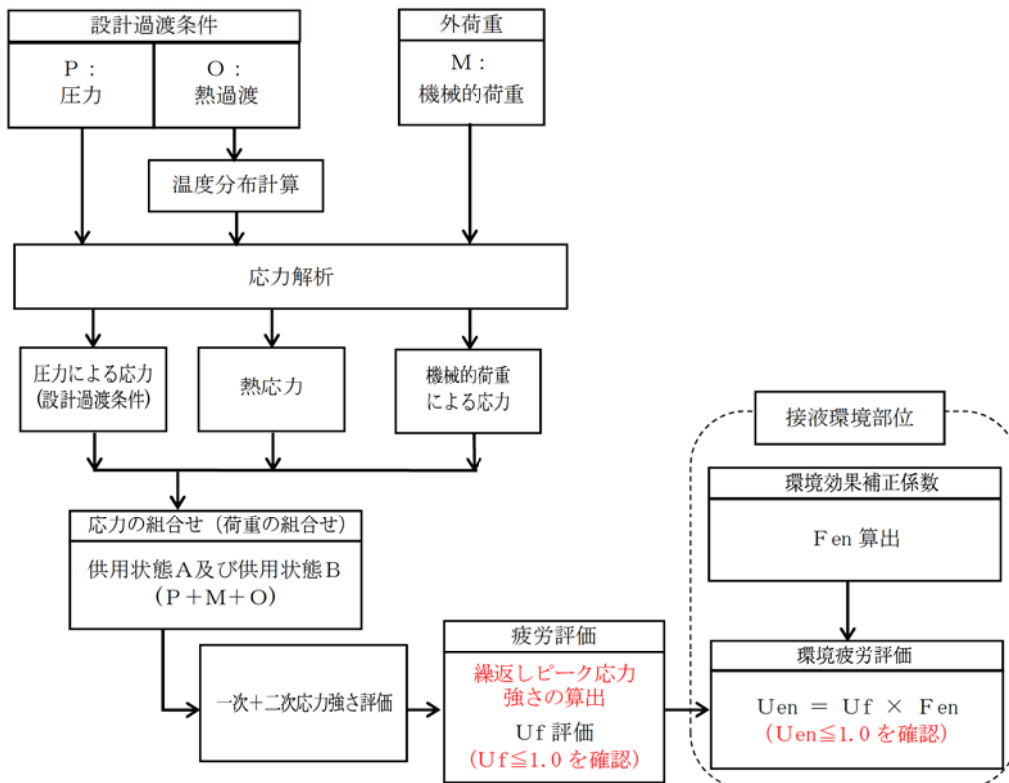 設計過渡条件
P：
圧力
O：
熱過渡
外荷重
M：
機械的荷重
温度分布計算
応力解析
圧力による応力
(設計過渡条件)
熱応力
機械的荷重
による応力
接液環境部位
環境効果補正係数
Fen 算出
応力の組合せ（荷重の組合せ）
供用状態A及び供用状態B
（P＋M＋O）
一次＋二次応力強さ評価
疲労評価
繰返しピーク応力
強さの算出
Uf 評価
（Uf≦1.0 を確認）
環境疲労評価
Uen ＝ Uf × Fen
（Uen≦1.0 を確認）